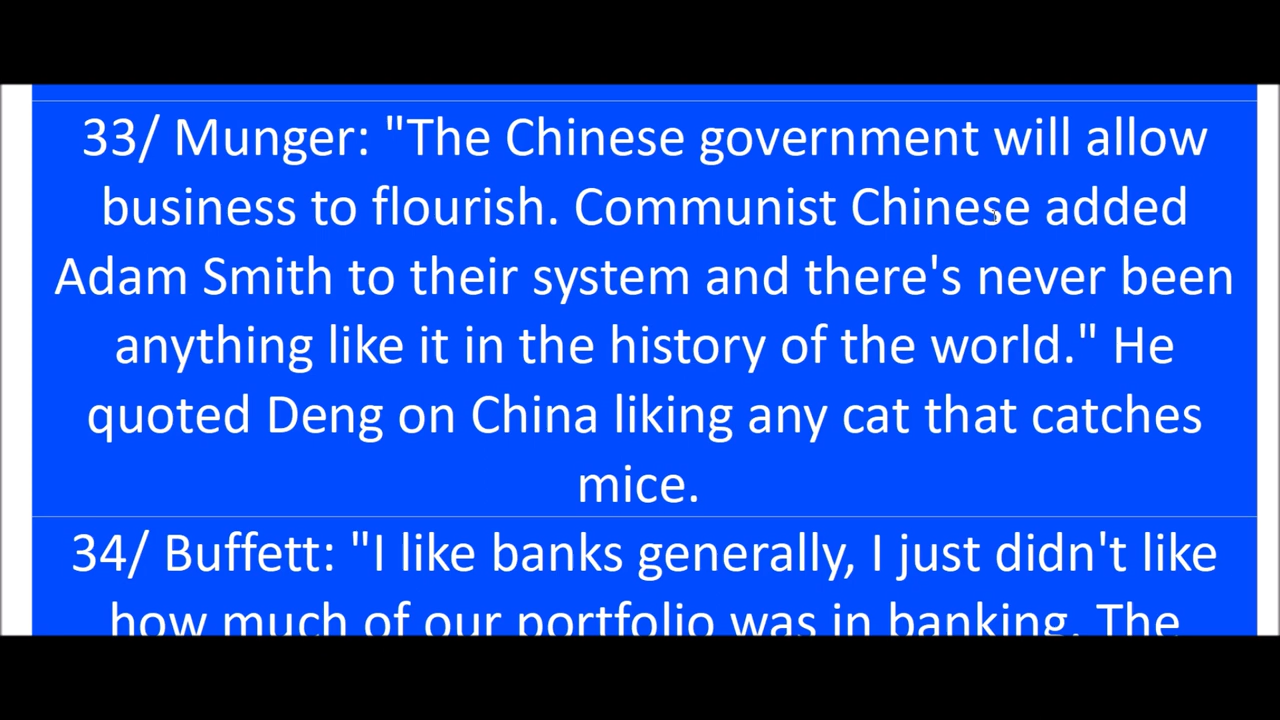 33/ Munger: "The Chinese government will allow
business to flourish. Communist Chinese added
Adam Smith to their system and there's never been
anything like it in the history of the world." He
quoted Deng on China liking any cat that catches
mice.
34/ Buffett: "I like banks generally, I just didn't like
how much of our portfolio was in banking. The